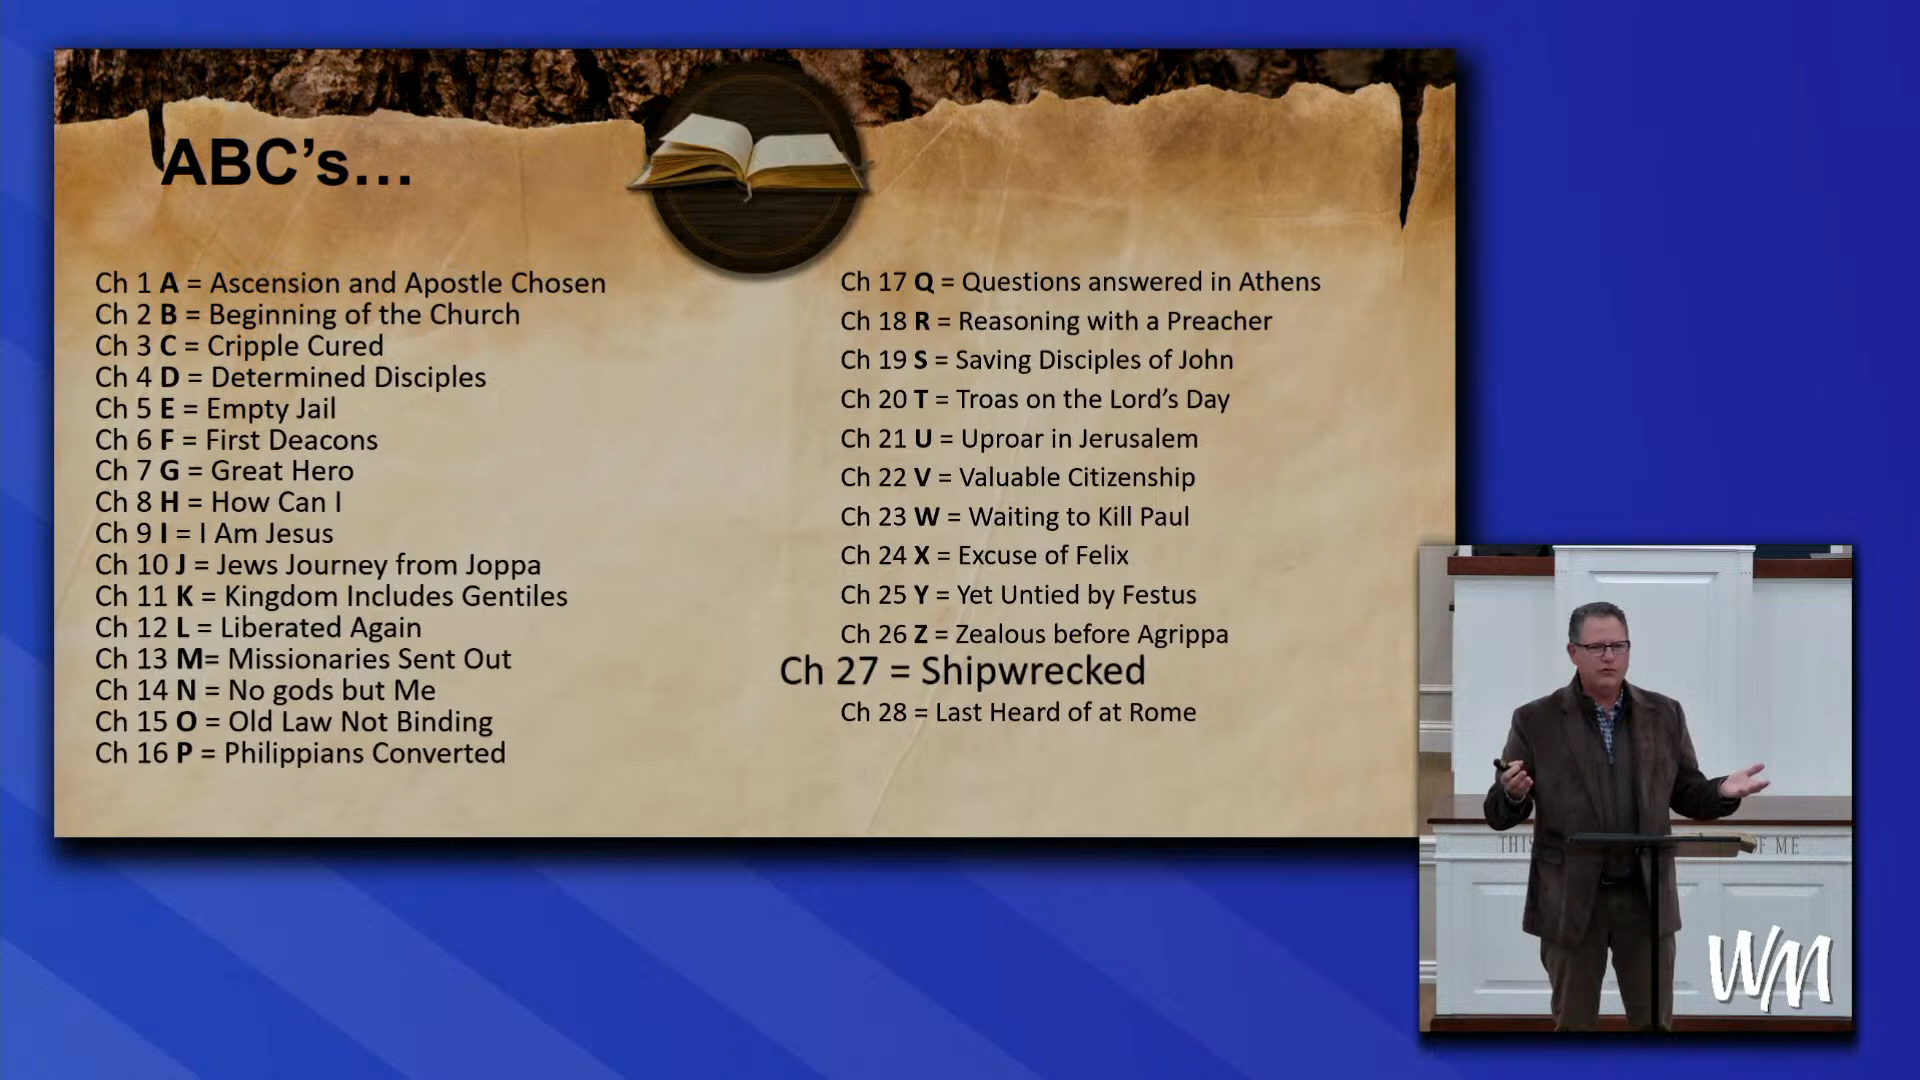 ABC’s…
Ch 1 A = Ascension and Apostle Chosen
Ch 2 B = Beginning of the Church
Ch 3 C = Cripple Cured
Ch 4 D = Determined Disciples
Ch 5 E = Empty Jail
Ch 6 F = First Deacons
Ch 7 G = Great Hero
Ch 8 H = How Can I
Ch 9 I = I Am Jesus
Ch 10 J = Jews Journey from Joppa
Ch 11 K = Kingdom Includes Gentiles
Ch 12 L = Liberated Again
Ch 13 M= Missionaries Sent Out
Ch 14 N = No gods but Me
Ch 15 O = Old Law Not Binding
Ch 16 P = Philippians Converted
Ch 17 Q = Questions answered in Athens
Ch 18 R = Reasoning with a Preacher
Ch 19 S = Saving Disciples of John
Ch 20 T = Troas on the Lord’s Day
Ch 21 U = Uproar in Jerusalem
Ch 22 V = Valuable Citizenship
Ch 23 W = Waiting to Kill Paul
Ch 24 X = Excuse of Felix
Ch 25 Y = Yet Untied by Festus
Ch 26 Z = Zealous before Agrippa
Ch 27 = Shipwrecked
Ch 28 = Last Heard of at Rome
OF ME
WM